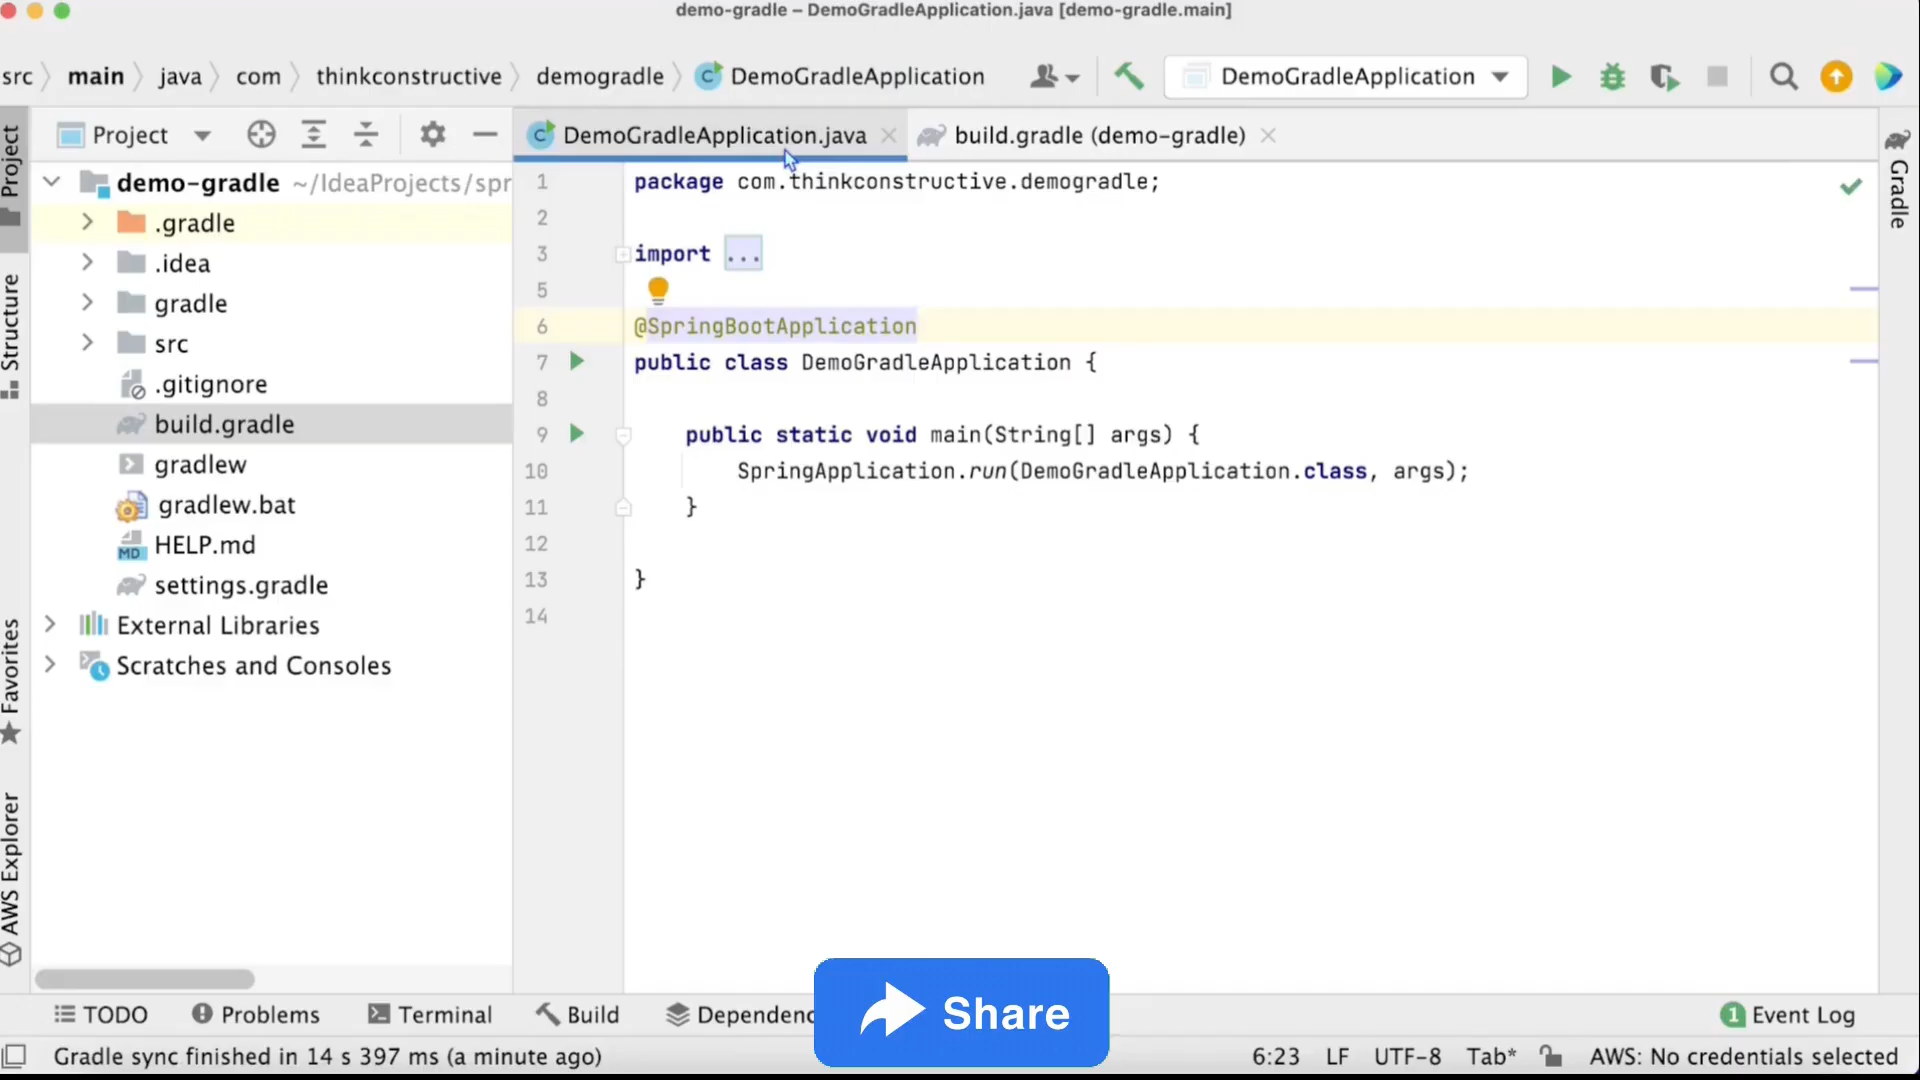 demo-gradle – DemoGradleApplication.java [demo-gradle.main]
src main java com thinkconstructive demogradle DemoGradleApplication DemoGradleApplication
Project DemoGradleApplication.java build.gradle (demo-gradle)
Project
Structure
Favorites
AWS Explorer
Gradle
demo-gradle ~/IdeaProjects/spr
.gradle
.idea
gradle
src
.gitignore
build.gradle
gradlew
gradlew.bat
MD HELP.md
settings.gradle
External Libraries
Scratches and Consoles
1 package com.thinkconstructive.demogradle;
2
3 import ...
5
6 @SpringBootApplication
7 public class DemoGradleApplication {
8
9 public static void main(String[] args) {
10 SpringApplication.run(DemoGradleApplication.class, args);
11 }
12
13 }
14
TODO Problems Terminal Build Dependenc Share 1 Event Log
Gradle sync finished in 14 s 397 ms (a minute ago) 6:23 LF UTF-8 Tab* AWS: No credentials selected